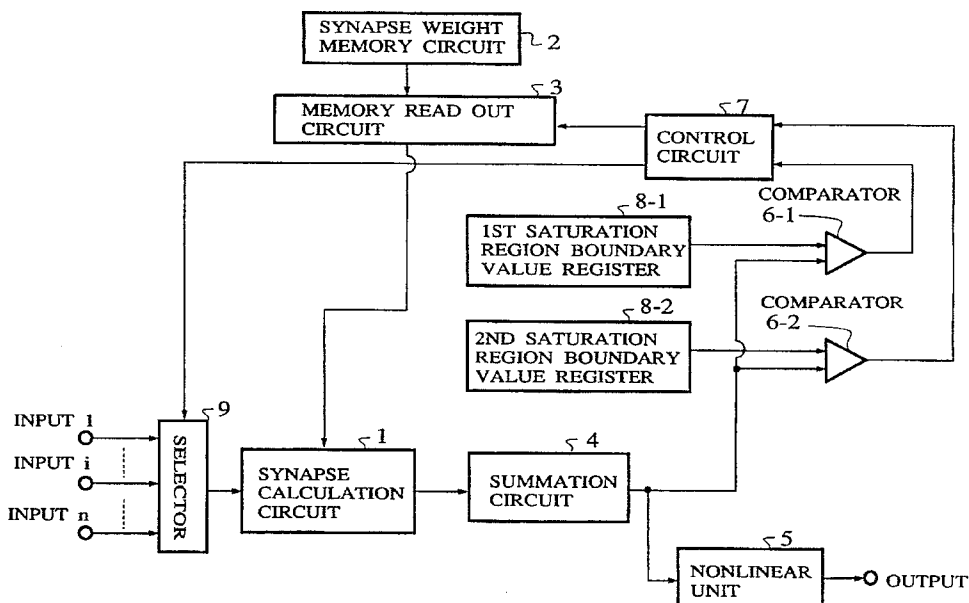 SYNAPSE WEIGHT
MEMORY CIRCUIT
2
3
MEMORY READ OUT
CIRCUIT
7
CONTROL
CIRCUIT
COMPARATOR
6-1
8-1
1ST SATURATION
REGION BOUNDARY
VALUE REGISTER
COMPARATOR
6-2
8-2
2ND SATURATION
REGION BOUNDARY
VALUE REGISTER
INPUT 1
INPUT i
INPUT n
9
SELECTOR
1
SYNAPSE
CALCULATION
CIRCUIT
4
SUMMATION
CIRCUIT
5
NONLINEAR
UNIT
OUTPUT